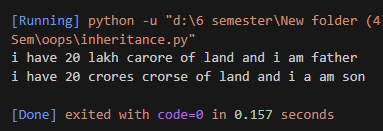 [Running] python -u "d:\6 semester\New folder (4
Sem\oops\inheritance.py"
i have 20 lakh carore of land and i am father
i have 20 crores crorse of land and i a am son
[Done] exited with code=0 in 0.157 seconds